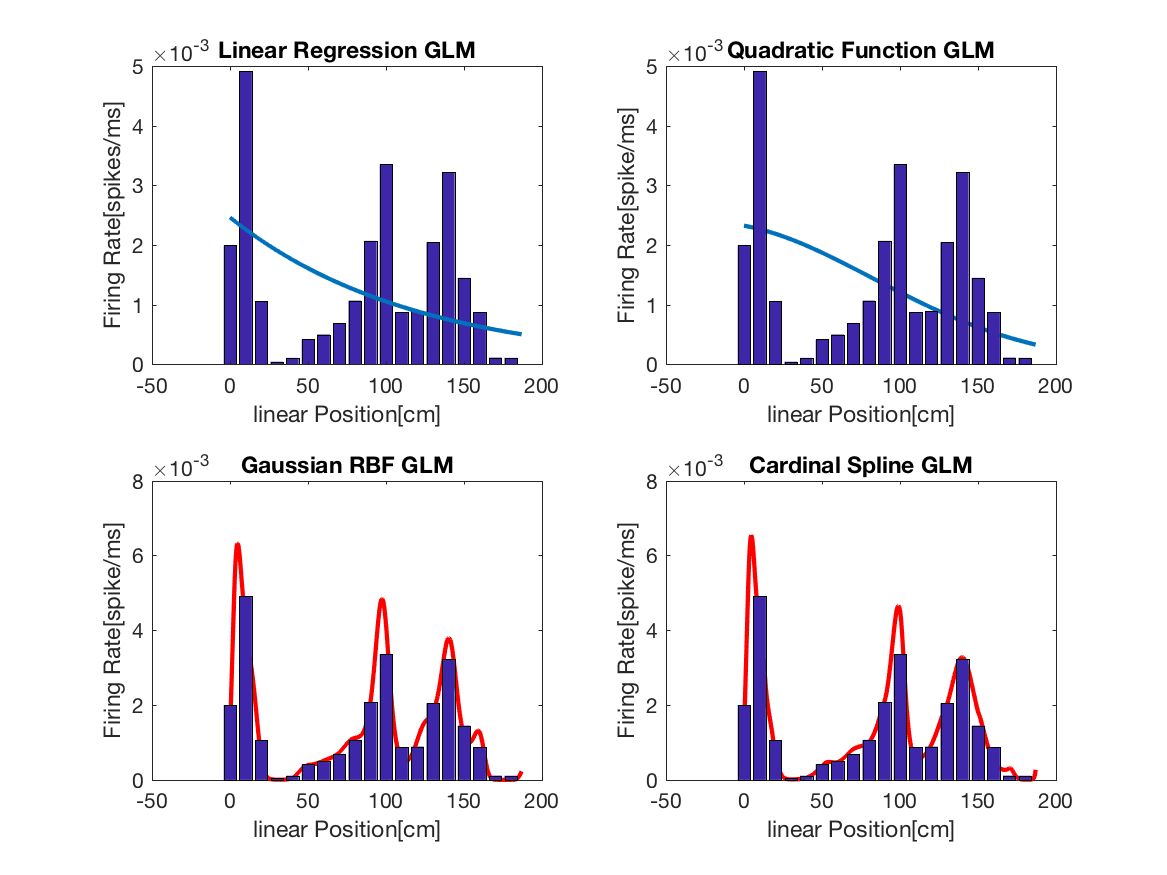 ×10-3 Linear Regression GLM
5
4
3
2
1
0
Firing Rate[spikes/ms]
-50 0 50 100 150 200
linear Position[cm]
×10-3 Quadratic Function GLM
5
4
3
2
1
0
Firing Rate[spike/ms]
-50 0 50 100 150 200
linear Position[cm]
×10-3 Gaussian RBF GLM
8
6
4
2
0
Firing Rate[spike/ms]
-50 0 50 100 150 200
linear Position[cm]
×10-3 Cardinal Spline GLM
8
6
4
2
0
Firing Rate[spike/ms]
-50 0 50 100 150 200
linear Position[cm]